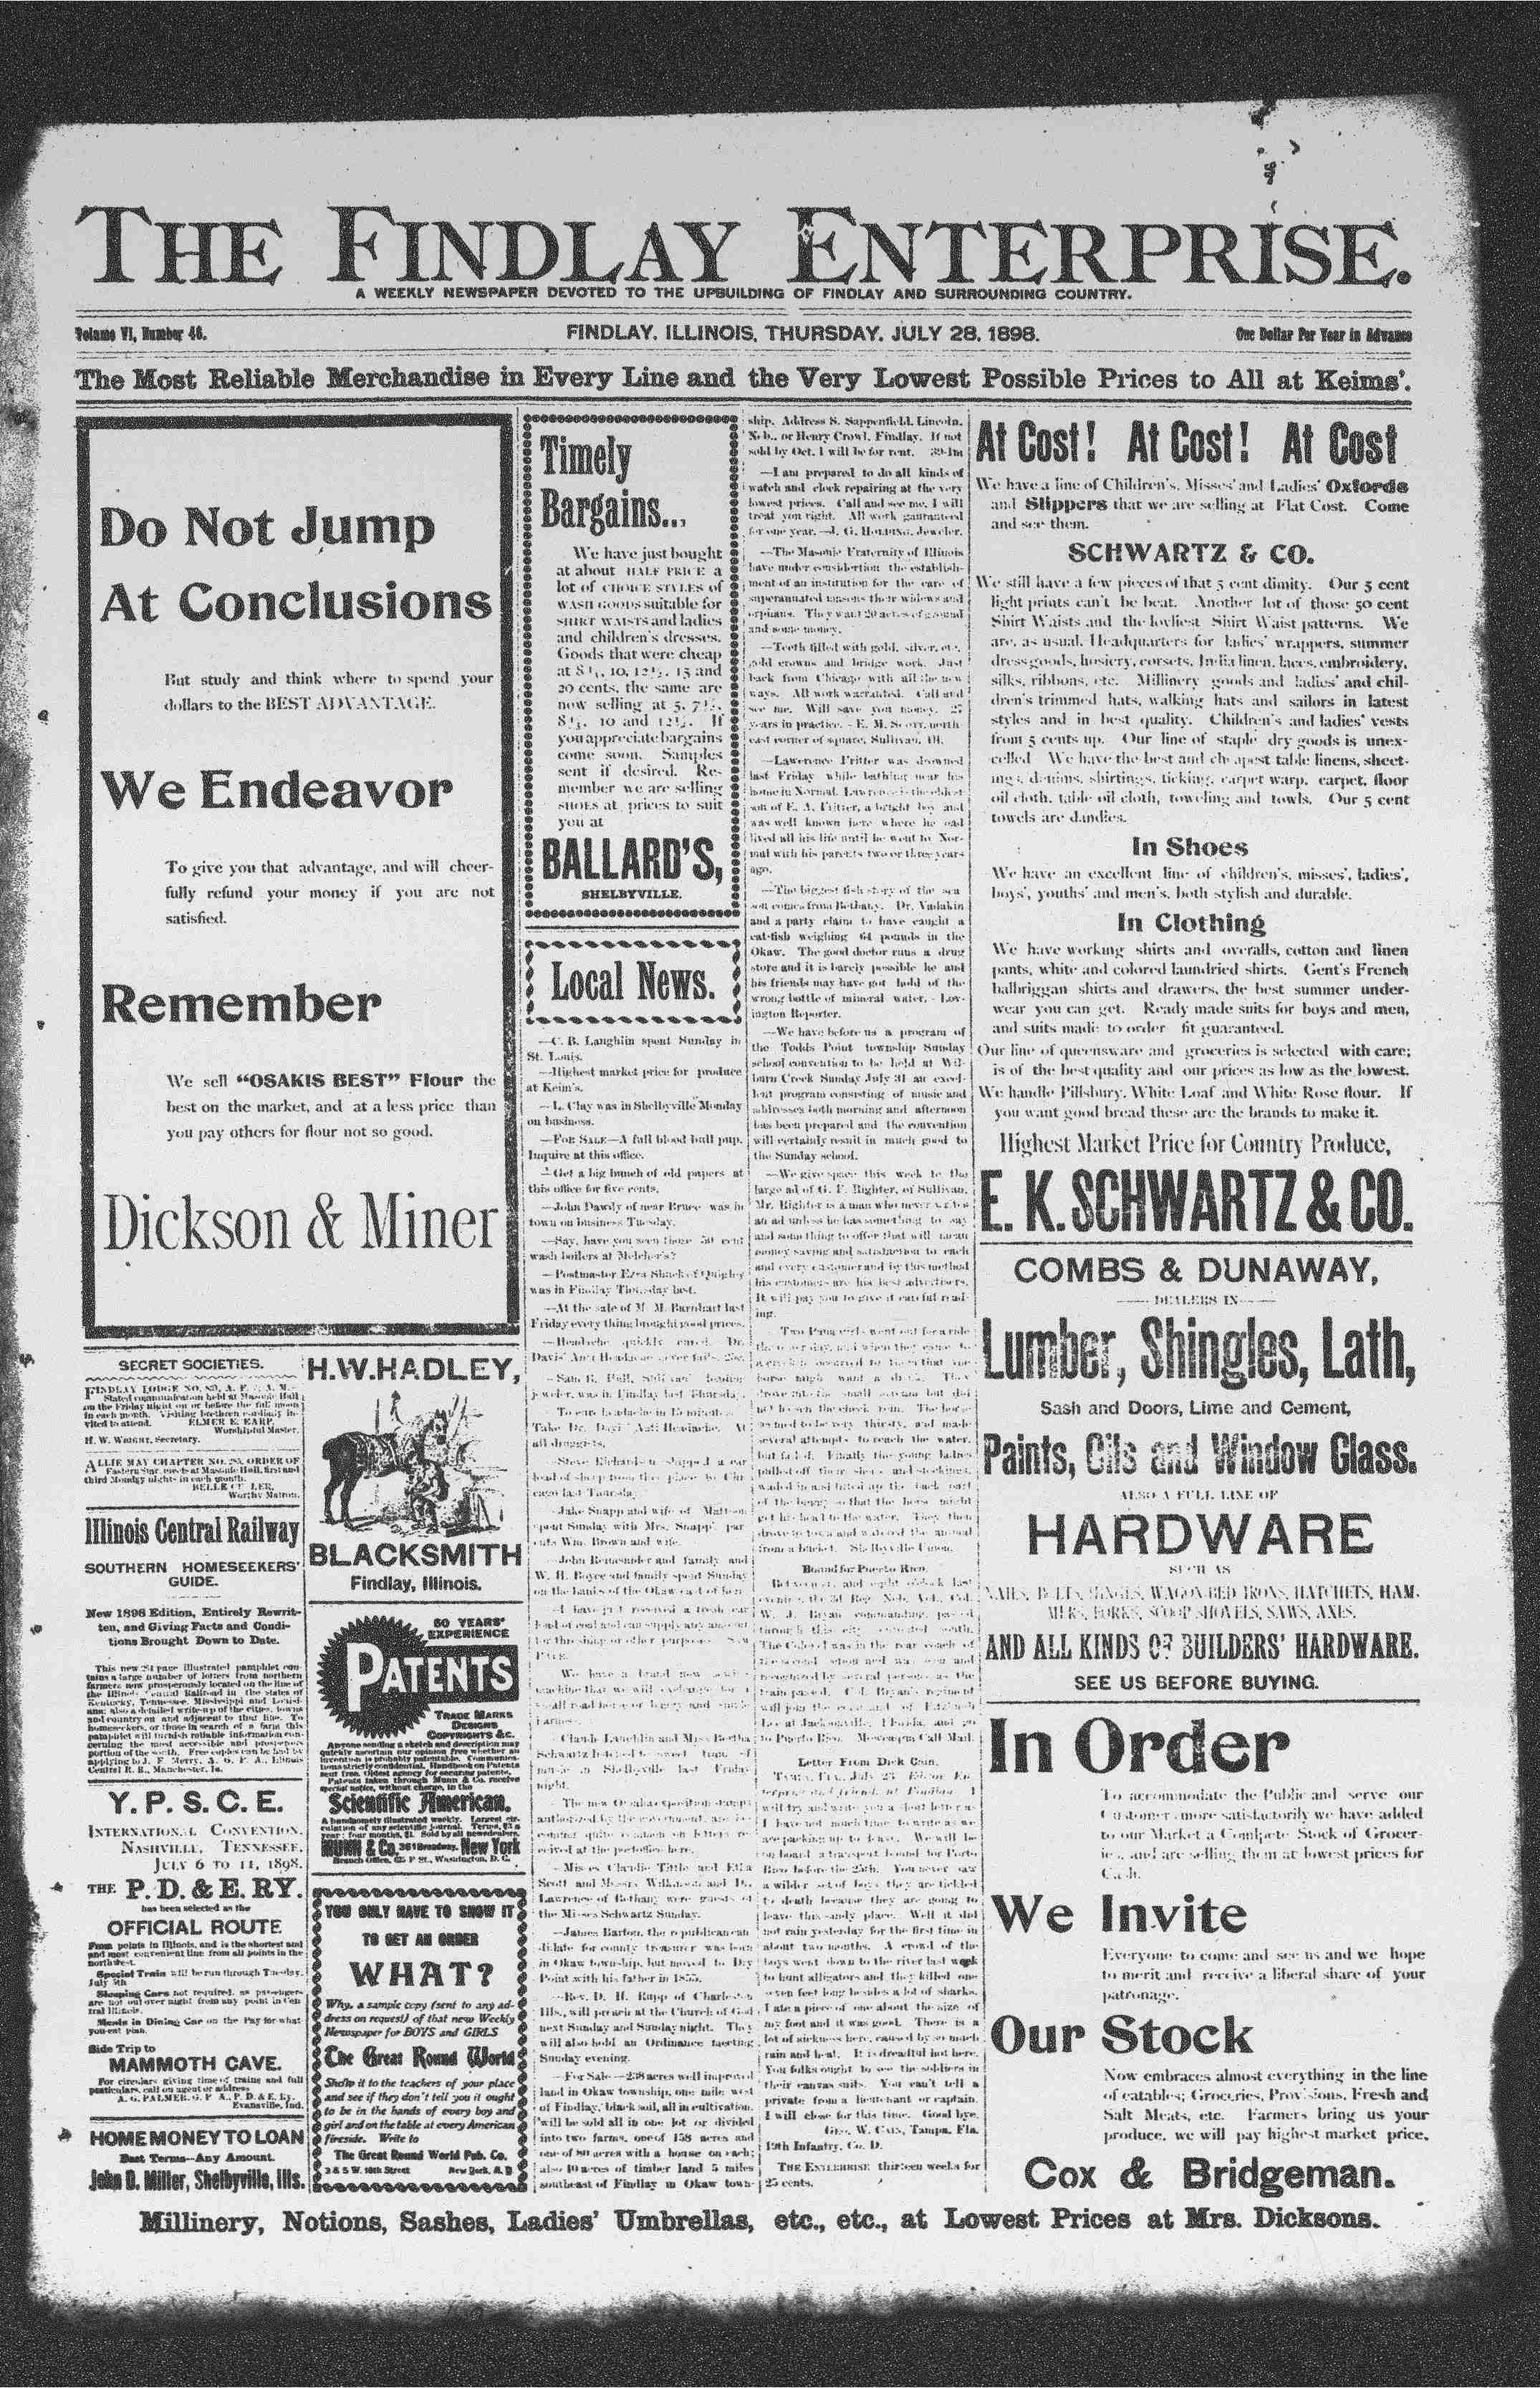 THE FINDLAY ENTERPRISE.
A WEEKLY NEWSPAPER DEVOTED TO THE UPBUILDING OF FINDLAY AND SURROUNDING COUNTRY.
Volume VI, Number 46.
FINDLAY, ILLINOIS, THURSDAY, JULY 28, 1898.
One Dollar Per Year in Advance
The Most Reliable Merchandise in Every Line and the Very Lowest Possible Prices to All at Keims'.
Do Not Jump
At Conclusions
But study and think where to spend your
dollars to the BEST ADVANTAGE.
We Endeavor
To give you that advantage, and will cheer-
fully refund your money if you are not
satisfied.
Remember
We sell "OSAKIS BEST" Flour the
best on the market, and at a less price than
you pay others for flour not so good.
Dickson & Miner
SECRET SOCIETIES.
FINDLAY LODGE NO.
Stated communication held at Masonic Hall
on the Friday night on or before the full moon
in each month. Visiting brethren cordially in-
vited to attend. ELMER E. EARP,
Worshipful Master.
H. W. WRIGHT, Secretary.
ALLIE MAY CHAPTER NO. ORDER OF
Eastern Star, meets at Masonic Hall, first and
third Monday nights in each month.
Worthy Matron.
Illinois Central Railway
SOUTHERN HOMESEEKERS'
GUIDE.
New 1898 Edition, Entirely Rewrit-
ten, and Giving Facts and Condi-
tions Brought Down to Date.
This new page illustrated pamphlet con-
tains a large number of letters from northern
farmers now prosperously located on the line of
the Illinois Central Railroad in the states of
Kentucky, Tennessee, Mississippi and Louisi-
ana; also a detailed write-up of the cities, towns
and country on and adjacent to that line. To
homeseekers, or those in search of a farm this
pamphlet will furnish reliable information con-
cerning the most accessible and prosperous
portion of the south. Free copies can be had by
applying to J. F. Merry, A. G. P. A., Illinois
Central R. R., Manchester, Ia.
Y. P. S. C. E.
INTERNATIONAL CONVENTION,
NASHVILLE, TENNESSEE,
JULY 6 TO 11, 1898.
THE P. D. & E. RY.
has been selected as the
OFFICIAL ROUTE
From points in Illinois, and is the shortest and
and most convenient line from all points in the
northwest.
Special Train will be run through Tuesday,
July 5th
Sleeping Cars not required, as passengers
are not out over night from any point in Cen
tral Illinois.
Meals in Dining Car on the Pay for what
you eat plan.
Side Trip to
MAMMOTH CAVE.
For circulars giving time of trains and full
particulars, call on agent or address
A. G. PALMER, G. P. A., P. D. & E. Ry.
Evansville, Ind.
HOME MONEY TO LOAN
Best Terms—Any Amount.
John D. Miller, Shelbyville, Ills.
H.W.HADLEY,
BLACKSMITH
Findlay, Illinois.
50 YEARS'
EXPERIENCE
PATENTS
TRADE MARKS
DESIGNS
COPYRIGHTS &C.
Anyone sending a sketch and description may
quickly ascertain our opinion free whether an
invention is probably patentable. Communica-
tions strictly confidential. Handbook on Patents
sent free. Oldest agency for securing patents.
Patents taken through Munn & Co. receive
special notice, without charge, in the
Scientific American.
A handsomely illustrated weekly. Largest cir-
culation of any scientific journal. Terms, $3 a
year; four months, $1. Sold by all newsdealers.
MUNN & Co. 361 Broadway, New York
Branch Office, 625 F St., Washington, D. C.
YOU ONLY HAVE TO SHOW IT
TO GET AN ORDER
WHAT?
Why, a sample copy (sent to any ad-
dress on request) of that new Weekly
Newspaper for BOYS and GIRLS
The Great Round World
Show it to the teachers of your place
and see if they don't tell you it ought
to be in the hands of every boy and
girl and on the table at every American
fireside. Write to
The Great Round World Pub. Co.
3 & 5 W. 18th Street
Timely
Bargains...
We have just bought
at about HALF PRICE a
lot of CHOICE STYLES of
WASH GOODS suitable for
SHIRT WAISTS and ladies
and children's dresses.
Goods that were cheap
at 8⅓, 10, 12½, 15 and
20 cents, the same are
now selling at 5, 7½,
8⅓, 10 and 12½. If
you appreciate bargains
come soon. Samples
sent if desired. Re-
member we are selling
SHOES at prices to suit
you at
BALLARD'S,
SHELBYVILLE.
Local News.
—C. B. Laughlin spent Sunday in
St. Louis.
—Highest market price for produce
at Keim's.
—L. Clay was in Shelbyville Monday
on business.
—FOR SALE—A full blood bull pup.
Inquire at this office.
—Get a big bunch of old papers at
this office for five cents.
—John Dawdy of near Bruce was in
town on business Tuesday.
—Say, have you seen those 50 cent
wash boilers at Melcher's?
—Postmaster Ezra Shuck of Quigley
was in Findlay Thursday last.
—At the sale of M. M. Barnhart last
Friday every thing brought good prices.
—Headache quickly cured. Dr.
Davis' Anti Headache never fails. 25c.
jeweler, was in Findlay last Thursday.
Take Dr. Davis' Anti Headache. At
all druggists.
—Steve Richardson shipped a car
load of sheep from this place to Chi
cago last Tuesday.
—Jake Snapp and wife of Mattoon
spent Sunday with Mrs. Snapp's par
ents Wm. Brown and wife.
—John Bemasuder and family and
W. H. Boyce and family spent Sunday
on the banks of the Okaw east of here
—I have just received a fresh car
load of coal and can supply any amount
for threshing or other purposes.
—We have a brand new
machine that we will exchange for a
—Claude Laughlin and Miss Bertha
Schwartz
music in Shelbyville last Friday
night.
—The new Omaha exposition stamps
authorized by the government, are be
coming quite common on letters re
ceived at the postoffice here.
—Misses Claudie Tittle and Etta
Scott and Messrs Wilkinson and
Lawrence of Bethany were guests of
the Misses Schwartz Sunday.
—James Barton, the republican can
didate for county treasurer was born
in Okaw township, but moved to Dry
Point with his father in 1855.
—Rev. D. H. Rupp of Charleston
Ills., will preach at the Church of God
next Sunday and Sunday night. They
will also hold an Ordinance meeting
Sunday evening.
—For Sale—238 acres well improved
land in Okaw township, one mile west
of Findlay, black soil, all in cultivation.
Will be sold all in one lot or divided
into two farms, one of 158 acres and
one of 80 acres with a house on each;
also 10 acres of timber land 5 miles
southeast of Findlay in Okaw town-
ship. Address S. Sappenfield, Lincoln,
Neb., or Henry Crowl, Findlay. If not
sold by Oct. 1 will be for rent. 39-1m
—I am prepared to do all kinds of
watch and clock repairing at the very
lowest prices. Call and see me, I will
treat you right. All work gauranteed
for one year.—J. G. HOLDING, Jeweler.
—The Masonic Fraternity of Illinois
have under considertion the establish-
ment of an institution for the care of
superannuated masons their widows and
orphans. They want 20 acres of ground
and some money.
—Teeth filled with gold, silver, etc.,
gold crowns and bridge work. Just
back from Chicago with all the new
ways. All work warranted. Call and
see me. Will save you money. 25
years in practice.—E. M. SCOTT, north
east corner of square, Sullivan, Ill.
—Lawrence Fritter was drowned
last Friday while bathing near his
home in Normal. Lawrence is the oldest
son of E. A. Fritter, a bright boy and
was well known here where he had
lived all his life until he went to Nor-
mal with his parents two or three years
ago.
—The biggest fish story of the sea
son comes from Bethany. Dr. Vadakin
and a party claim to have caught a
cat-fish weighing 64 pounds in the
Okaw. The good doctor runs a drug
store and it is barely possible he and
his friends may have got hold of the
wrong bottle of mineral water.—Lov-
ington Reporter.
—We have before us a program of
the Todds Point township Sunday
school convention to be held at Wil-
burn Creek Sunday July 31 an excel-
lent program consisting of music and
addresses both morning and afternoon
has been prepared and the convention
will certainly result in much good to
the Sunday school.
—We give space this week to the
large ad of G. F. Righter, of Sullivan.
Mr. Righter is a man who never writes
an ad unless he has something to say
and something to offer that will mean
money saving and satisfaction to each
and every customer and by this method
his customers are his best advertisers.
It will pay you to give it careful read-
ing.
Two Pana girls went out for a ride
the other day, and when they came to
a creek it occurred to them that the
horse might want a drink. They
drove into the small stream but did
not loosen the check rein. The horse
seemed to be very thirsty, and made
several attempts to reach the water,
but failed. Finally the young ladies
pulled off their shoes and stockings,
waded in and lifted up the back part
of the buggy so that the horse might
get his head to the water. They then
drove to town and watered the animal
from a bucket.—Shelbyville Union.
Bound for Puerto Rico.
Between and eight o'clock last
evening, the 3d Reg. Neb. Vol., Col.
W. J. Bryan commanding, passed
through this city south.
The Colonel was in the rear coach of
the second section and was seen and
recognized by several persons as the
train passed. Col. Bryan's regiment
will join the
Lee at Jacksonville, Florida, and go
to Puerto Rico.—Moweaqua Call-Mail.
Letter From Dick Cain.
TAMPA, FLA., July 23. Editor En
terprise and friends at Findlay: I
will try and write you a short letter as
I have not much time to write as we
are packing up to leave. We will be
on board a transport bound for Porto
Rico before the 25th. You never saw
a wilder set of boys they are tickled
to death because they are going to
leave this sandy place. Well it did
not rain yesterday for the first time in
about two months. A crowd of the
boys went down to the river last week
to hunt alligators and they killed one
seven feet long besides a lot of sharks.
I ate a piece of one about the size of
my foot and it was good. There is a
lot of sickness here, caused by so much
rain and heat. It is dreadful hot here.
You folks ought to see the soldiers in
their canvas suits. You can't tell a
private from a lieutenant or captain.
I will close for this time. Good bye.
GEO. W. CAIN, Tampa, Fla.
19th Infantry, Co. D.
THE ENTERPRISE thirteen weeks for
25 cents.
At Cost! At Cost! At Cost
We have a line of Children's, Misses' and Ladies' Oxfords
and Slippers that we are selling at Flat Cost. Come
and see them.
SCHWARTZ & CO.
We still have a few pieces of that 5 cent dimity. Our 5 cent
light prints can't be beat. Another lot of those 50 cent
Shirt Waists and the lovliest Shirt Waist patterns. We
are, as usual, Headquarters for ladies' wrappers, summer
dress goods, hosiery, corsets, India linen, laces, embroidery,
silks, ribbons, etc. Millinery goods and ladies' and chil-
dren's trimmed hats, walking hats and sailors in latest
styles and in best quality. Children's and ladies' vests
from 5 cents up. Our line of staple dry goods is unex-
celled We have the best and cheapest table linens, sheet-
ings, denims, shirtings, ticking, carpet warp, carpet, floor
oil cloth, table oil cloth, toweling and towls. Our 5 cent
towels are dandies.
In Shoes
We have an excellent line of children's, misses', ladies',
boys', youths' and men's, both stylish and durable.
In Clothing
We have working shirts and overalls, cotton and linen
pants, white and colored laundried shirts. Gent's French
balbriggan shirts and drawers, the best summer under-
wear you can get. Ready made suits for boys and men,
and suits made to order fit guaranteed.
Our line of queensware and groceries is selected with care;
is of the best quality and our prices as low as the lowest.
We handle Pillsbury, White Loaf and White Rose flour. If
you want good bread these are the brands to make it.
Highest Market Price for Country Produce,
E. K. SCHWARTZ & CO.
COMBS & DUNAWAY,
DEALERS IN
Lumber, Shingles, Lath,
Sash and Doors, Lime and Cement,
Paints, Oils and Window Glass.
ALSO A FULL LINE OF
HARDWARE
SUCH AS
NAILS, BOLTS, HINGES, WAGON-BED IRONS, HATCHETS, HAM-
MERS, FORKS, SCOOP SHOVELS, SAWS, AXES,
AND ALL KINDS OF BUILDERS' HARDWARE.
SEE US BEFORE BUYING.
In Order
To accommodate the Public and serve our
Customers more satisfactorily we have added
to our Market a Complete Stock of Grocer-
ies, and are selling them at lowest prices for
Cash.
We Invite
Everyone to come and see us and we hope
to merit and receive a liberal share of your
patronage.
Our Stock
Now embraces almost everything in the line
of eatables; Groceries, Provisions, Fresh and
Salt Meats, etc. Farmers bring us your
produce, we will pay highest market price.
Cox & Bridgeman.
Millinery, Notions, Sashes, Ladies' Umbrellas, etc., etc., at Lowest Prices at Mrs. Dicksons.